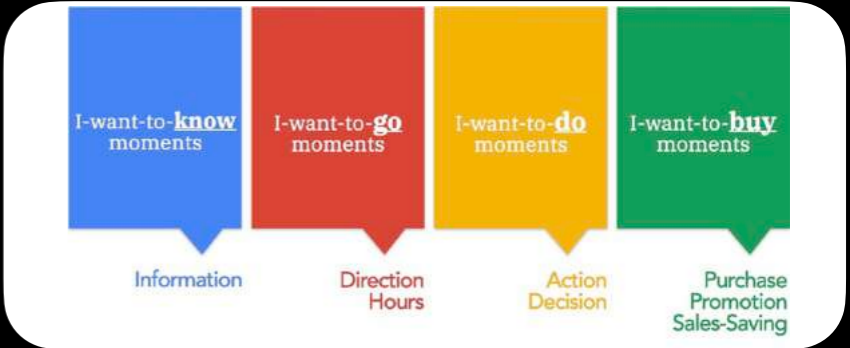 I-want-to-know
moments
I-want-to-go
moments
I-want-to-do
moments
I-want-to-buy
moments
Information
Direction
Hours
Action
Decision
Purchase
Promotion
Sales-Saving